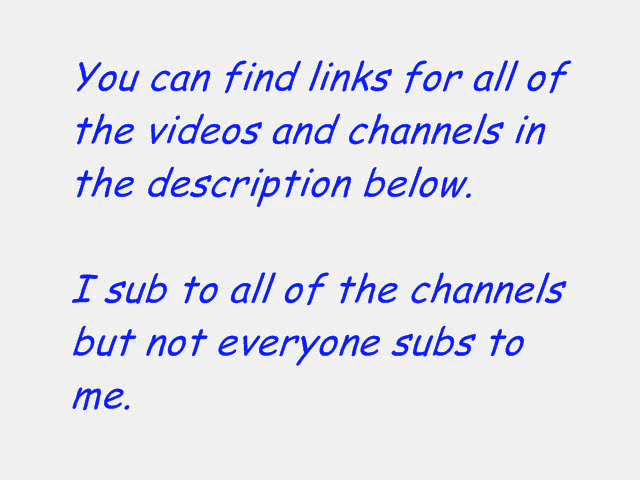 You can find links for all of
the videos and channels in
the description below.
I sub to all of the channels
but not everyone subs to
me.